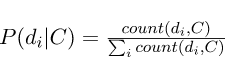 P(d_i|C) = \frac{count(d_i,C)}{\sum_i count(d_i,C)}